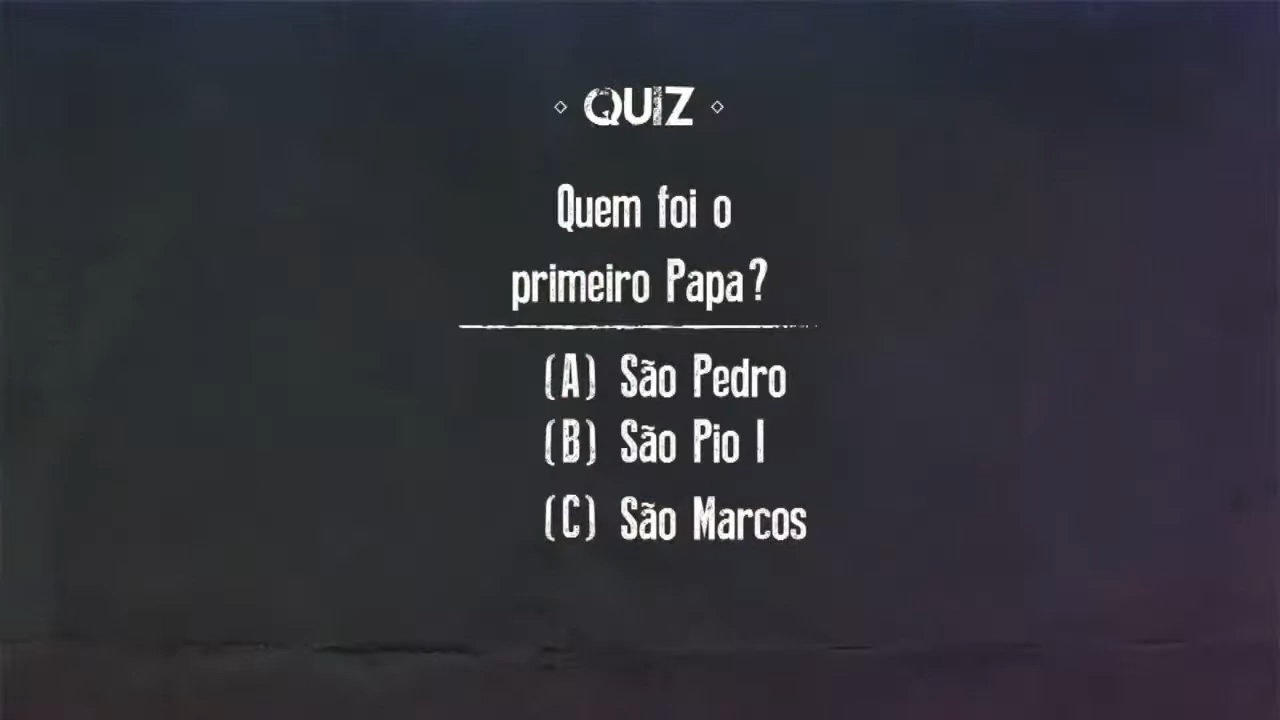 QUIZ
Quem foi o
primeiro Papa?
(A) São Pedro
(B) São Pio I
(C) São Marcos